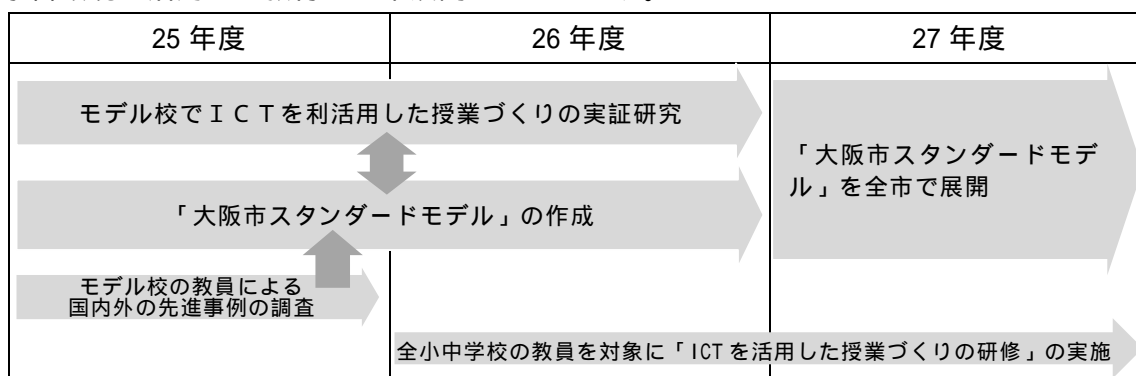 25 年度
26 年度
27 年度
モデル校でＩＣＴを利活用した授業づくりの実証研究
「大阪市スタンダードモデ
ル」を全市で展開
「大阪市スタンダードモデル」の作成
モデル校の教員による
国内外の先進事例の調査
全小中学校の教員を対象に「ICT を活用した授業づくりの研修」の実施